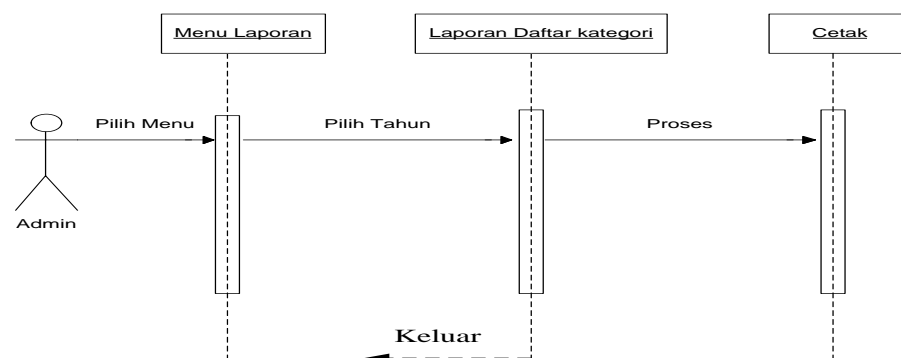 Menu Laporan
Laporan Daftar kategori
Cetak
Pilih Menu
Pilih Tahun
Proses
Admin
Keluar